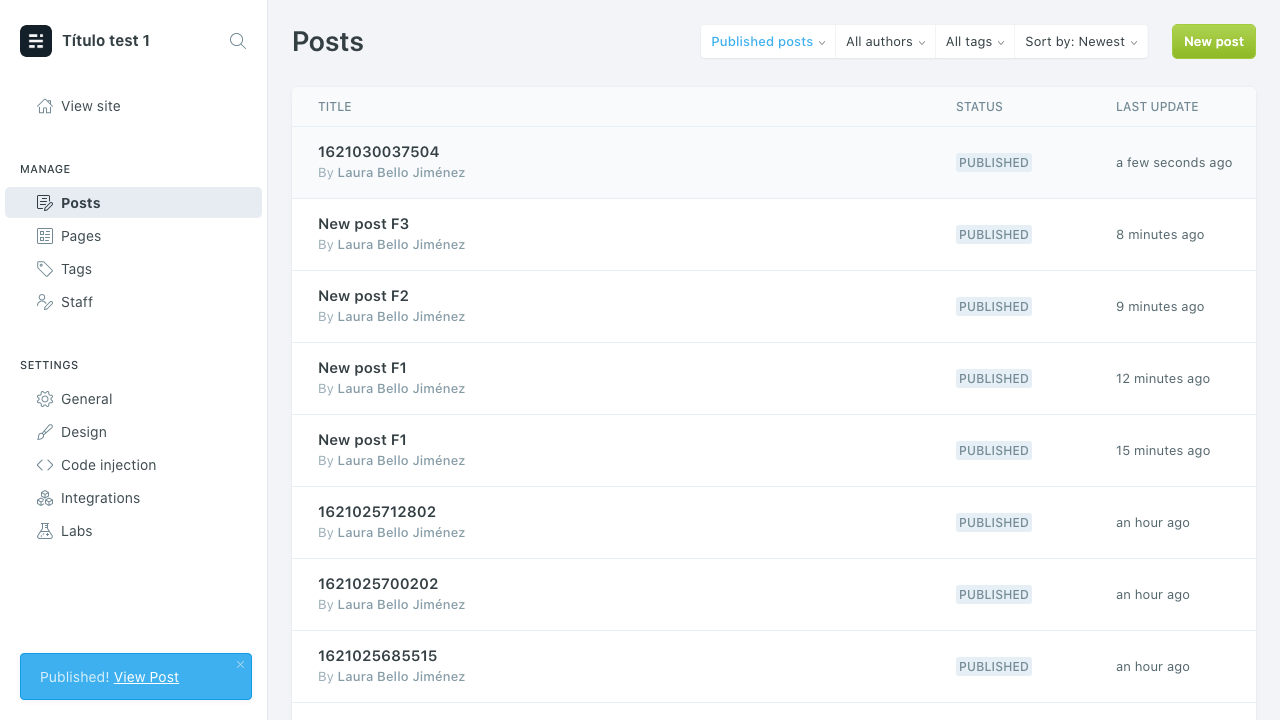 Título test 1
View site
MANAGE
Posts
Pages
Tags
Staff
SETTINGS
General
Design
Code injection
Integrations
Labs
Published! View Post
Posts
Published posts
All authors
All tags
Sort by: Newest
New post
TITLE STATUS LAST UPDATE
1621030037504
By Laura Bello Jiménez
PUBLISHED
a few seconds ago
New post F3
By Laura Bello Jiménez
PUBLISHED
8 minutes ago
New post F2
By Laura Bello Jiménez
PUBLISHED
9 minutes ago
New post F1
By Laura Bello Jiménez
PUBLISHED
12 minutes ago
New post F1
By Laura Bello Jiménez
PUBLISHED
15 minutes ago
1621025712802
By Laura Bello Jiménez
PUBLISHED
an hour ago
1621025700202
By Laura Bello Jiménez
PUBLISHED
an hour ago
1621025685515
By Laura Bello Jiménez
PUBLISHED
an hour ago